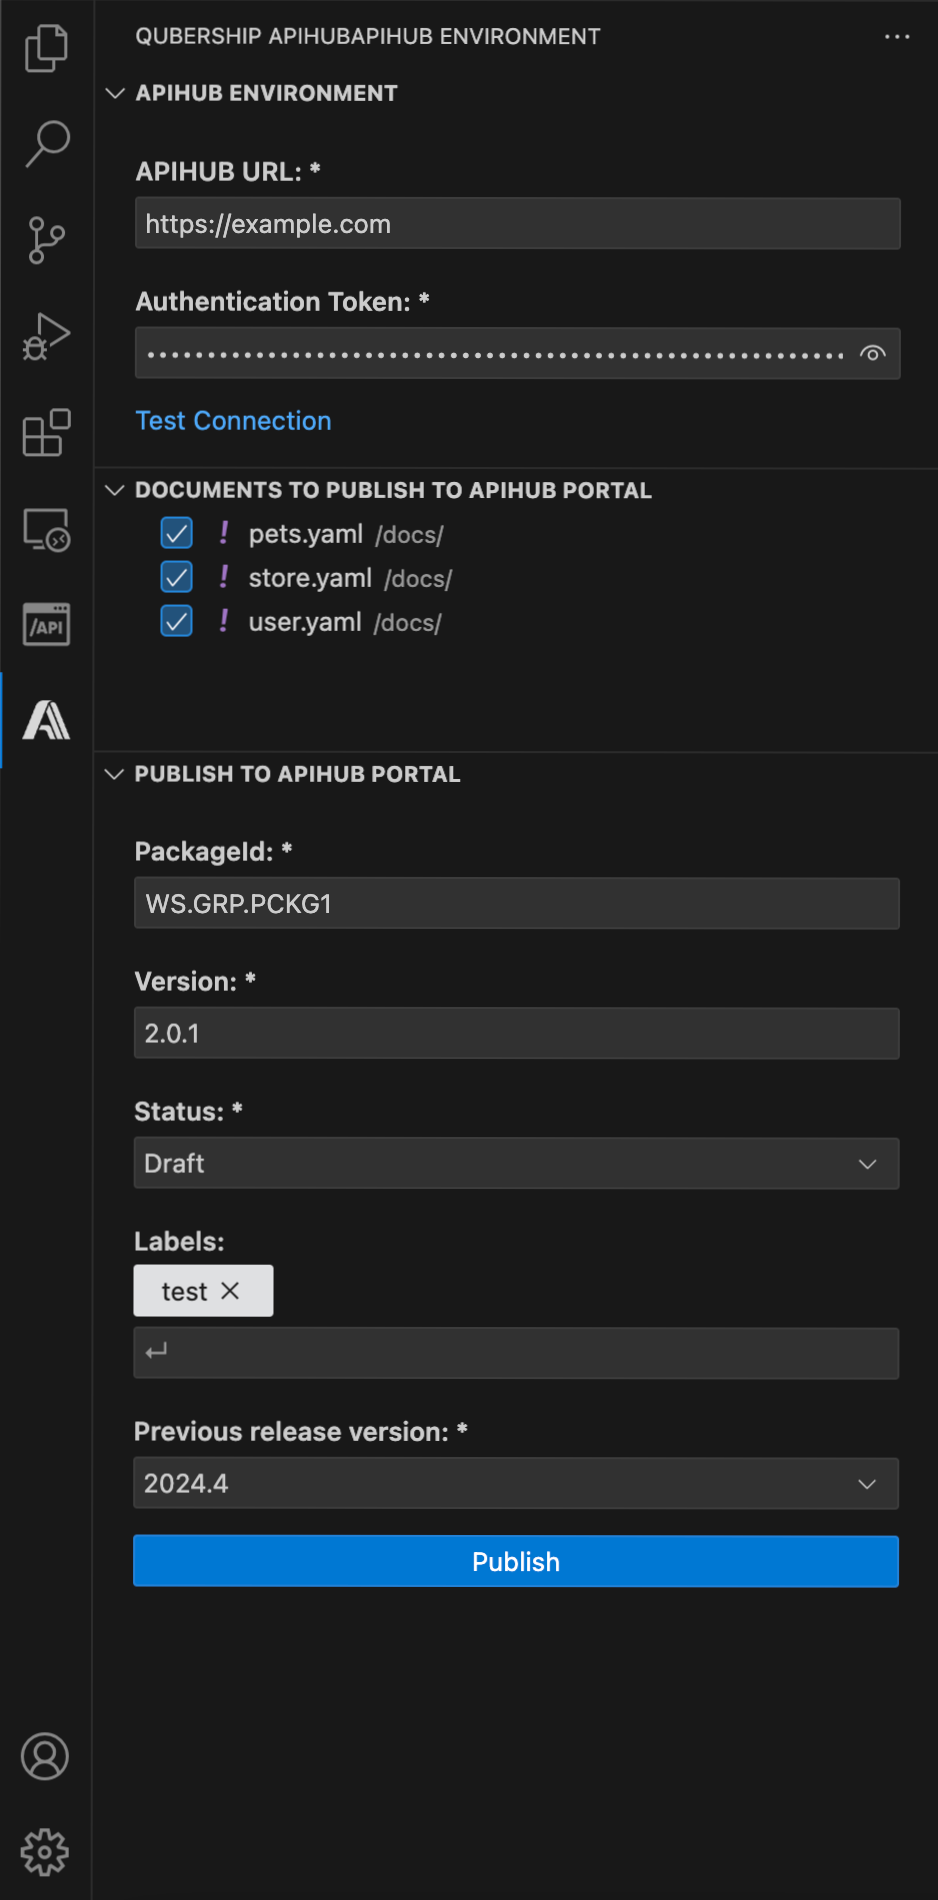 QUBERSHIP APIHUBAPIHUB ENVIRONMENT
APIHUB ENVIRONMENT
APIHUB URL: *
https://example.com
Authentication Token: *
Test Connection
DOCUMENTS TO PUBLISH TO APIHUB PORTAL
! pets.yaml /docs/
! store.yaml /docs/
! user.yaml /docs/
/API
PUBLISH TO APIHUB PORTAL
PackageId: *
WS.GRP.PCKG1
Version: *
2.0.1
Status: *
Draft
Labels:
test
Previous release version: *
2024.4
Publish